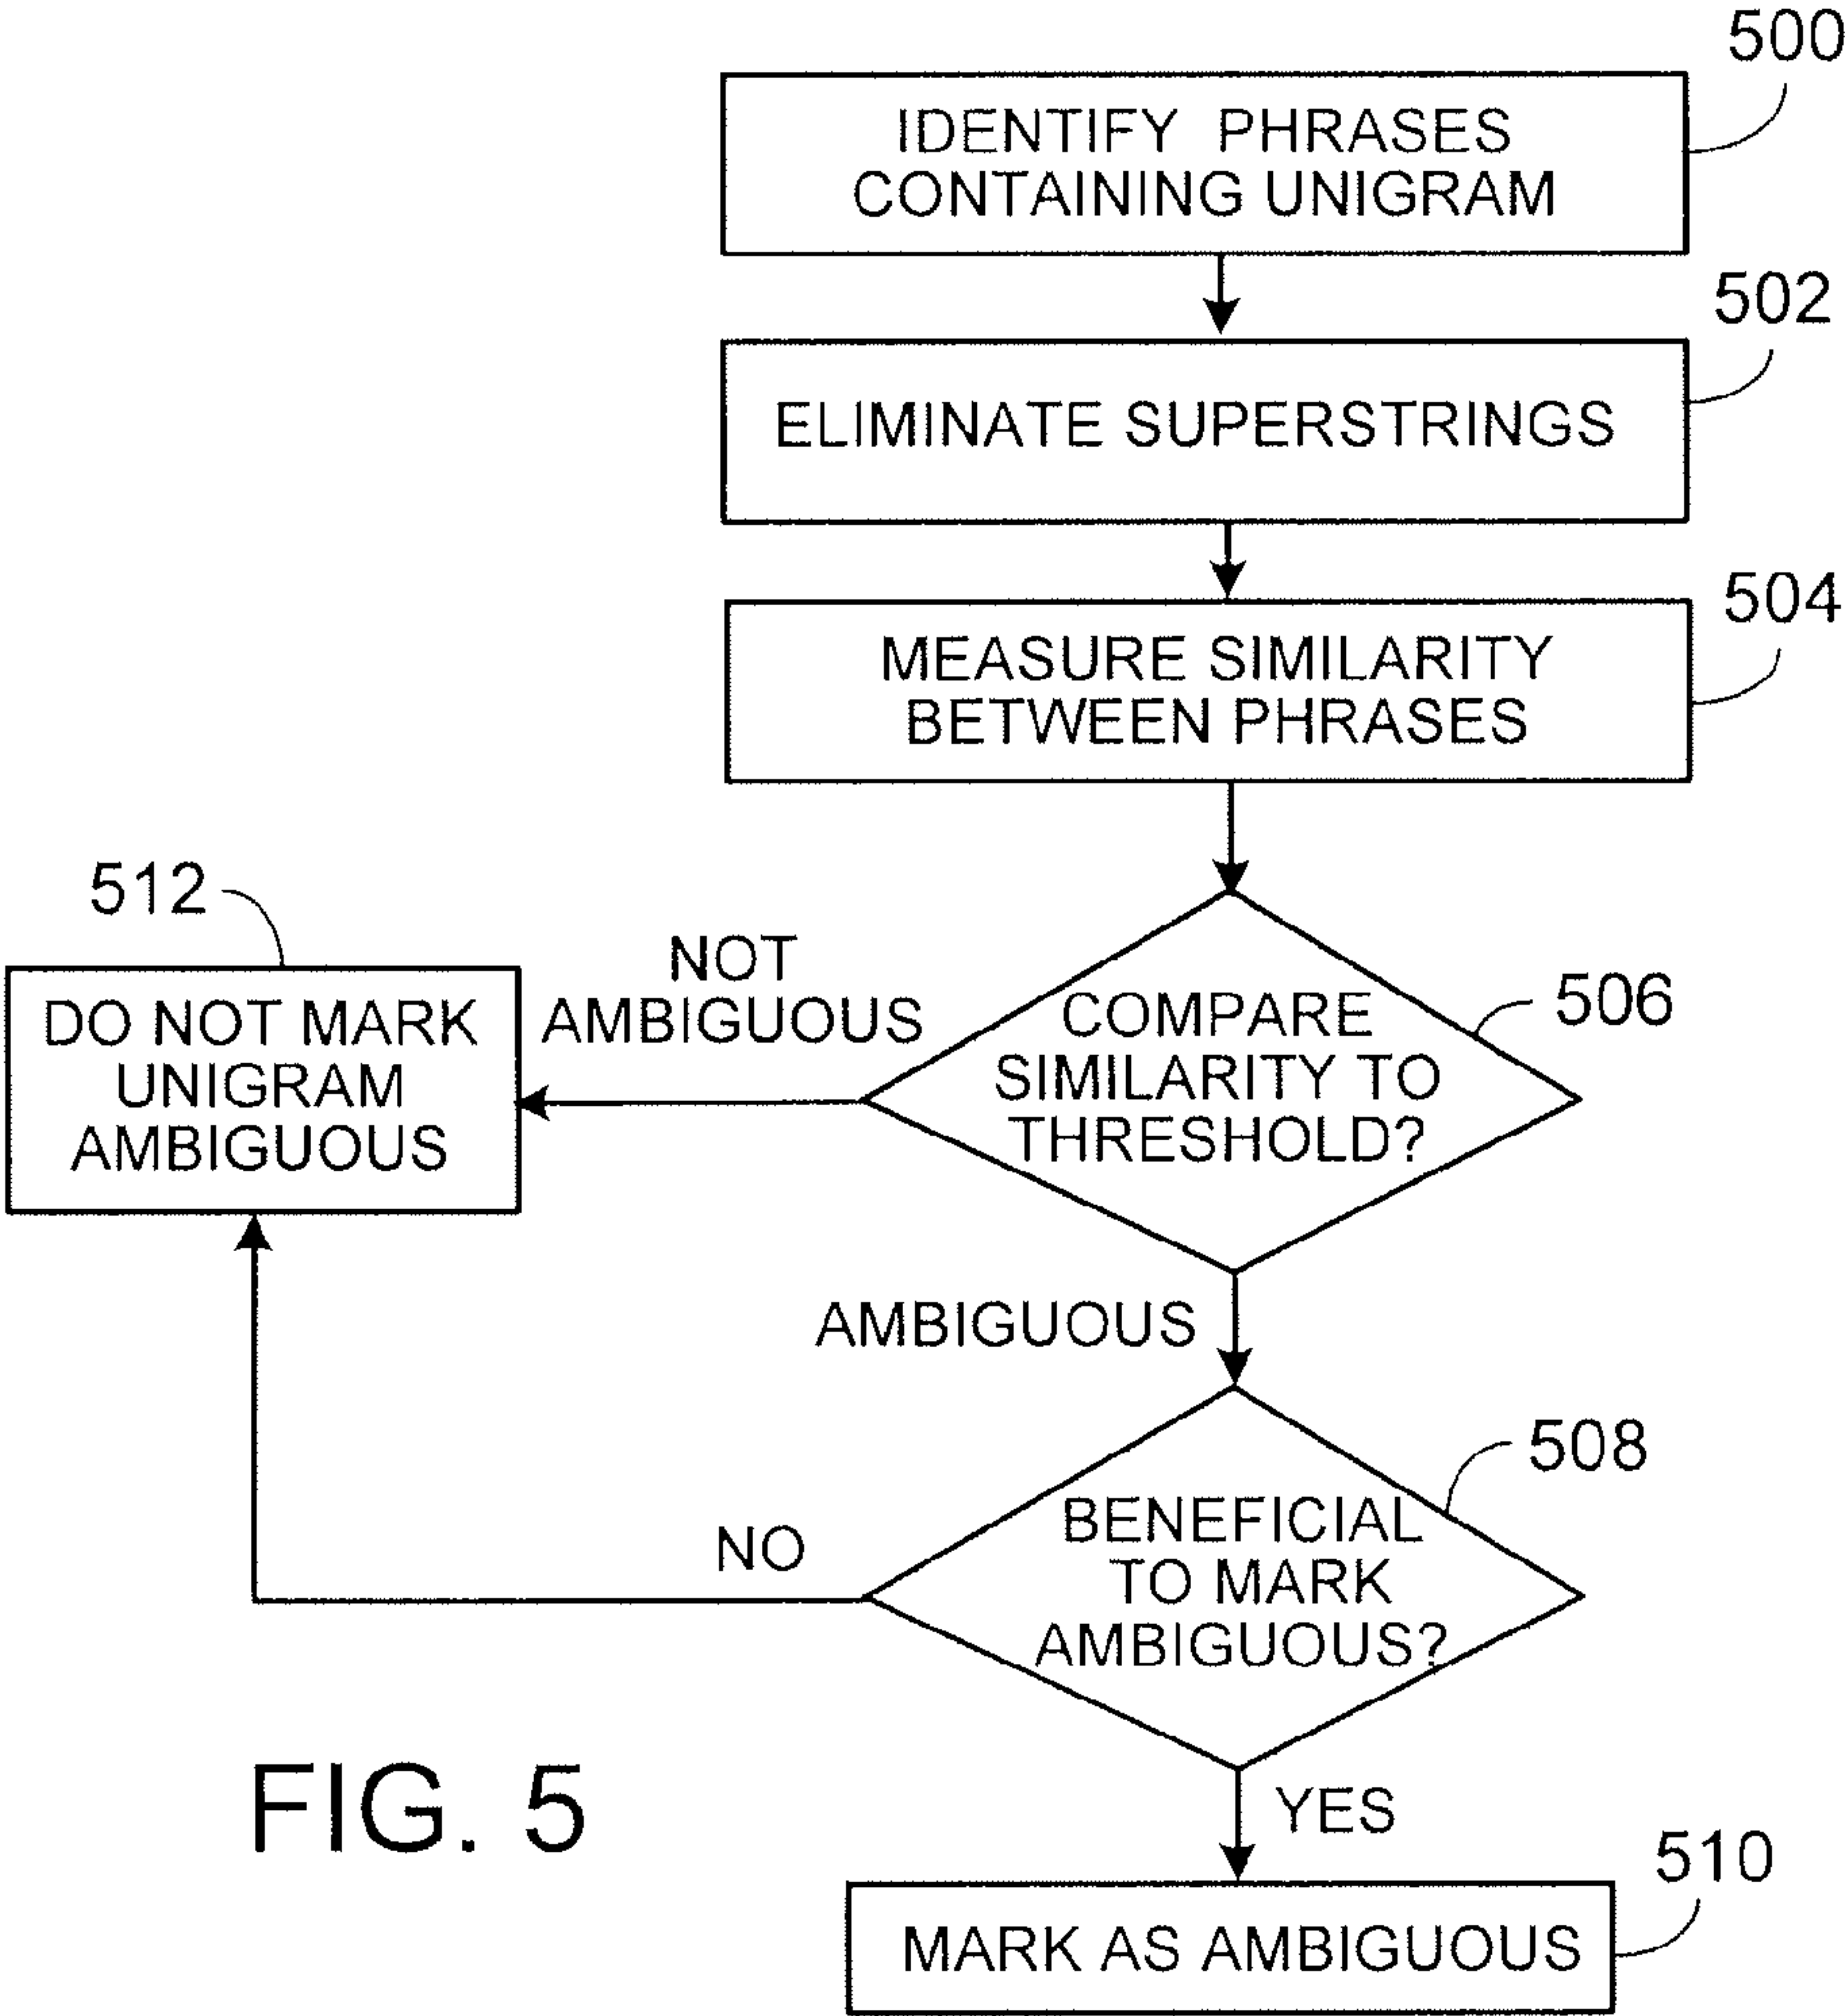 500
IDENTIFY PHRASES
CONTAINING UNIGRAM
502
ELIMINATE SUPERSTRINGS
504
MEASURE SIMILARITY
BETWEEN PHRASES
512
DO NOT MARK
UNIGRAM
AMBIGUOUS
NOT
AMBIGUOUS
506
COMPARE
SIMILARITY TO
THRESHOLD?
AMBIGUOUS
508
BENEFICIAL
TO MARK
AMBIGUOUS?
NO
YES
510
MARK AS AMBIGUOUS
FIG. 5